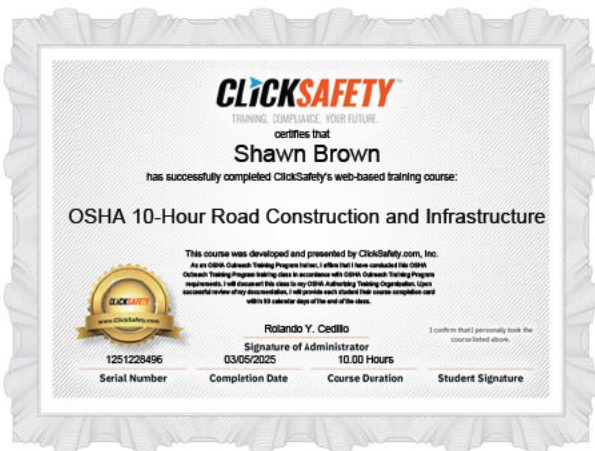 CLICKSAFETY
TRAINING. COMPLIANCE. YOUR FUTURE.
certifies that
Shawn Brown
has successfully completed ClickSafety's web-based training course:
OSHA 10-Hour Road Construction and Infrastructure
This course was developed and presented by ClickSafety.com, Inc.
As an OSHA Outreach Training Program trainer, I affirm that I have conducted this OSHA
Outreach Training Program training class in accordance with OSHA Outreach Training Program
requirements. I will document this class to my OSHA Authorizing Training Organization. Upon
successful review of my documentation, I will provide each student their course completion card
within 90 calendar days of the end of the class.
CLICKSAFETY
www.ClickSafety.com
Rolando Y. Cedillo
Signature of Administrator
I confirm that I personally took the
course listed above.
1251228496 03/05/2025 10.00 Hours
Serial Number Completion Date Course Duration Student Signature